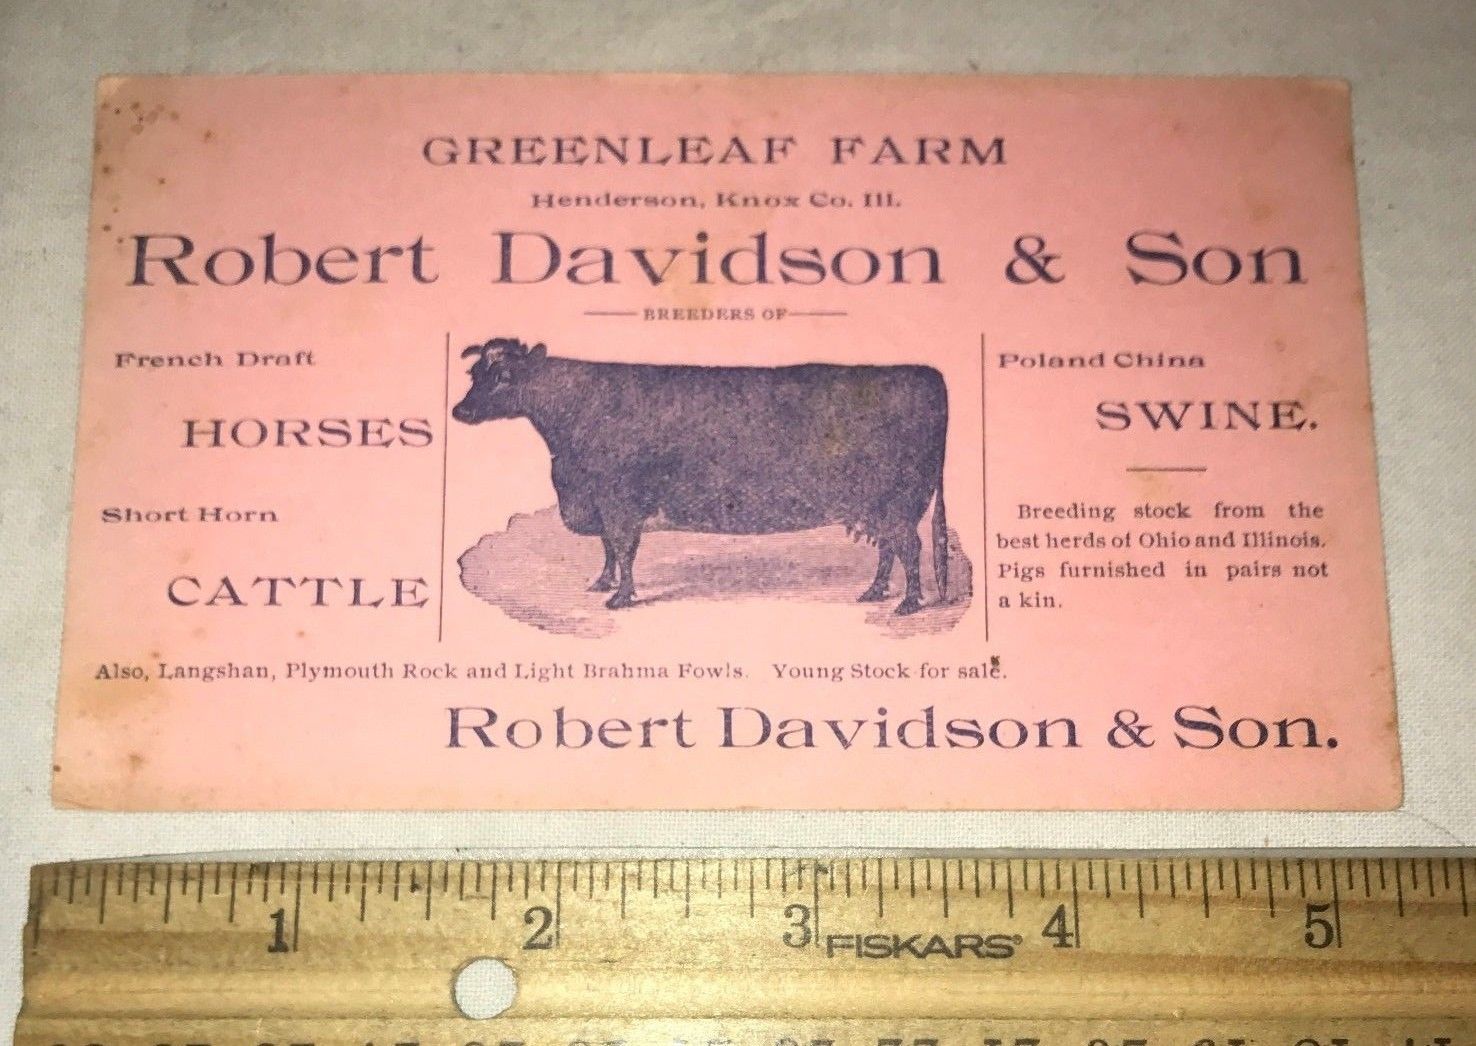 GREENLEAF FARM
Henderson, Knox Co. Ill.
Robert Davidson & Son
BREEDERS OF
French Draft
HORSES
Short Horn
CATTLE
Poland China
SWINE.
Breeding stock from the
best herds of Ohio and Illinois.
Pigs furnished in pairs not
a kin.
Also, Langshan, Plymouth Rock and Light Brahma Fowls. Young Stock for sale.
Robert Davidson & Son.
1 2 3 FISKARS 4 5